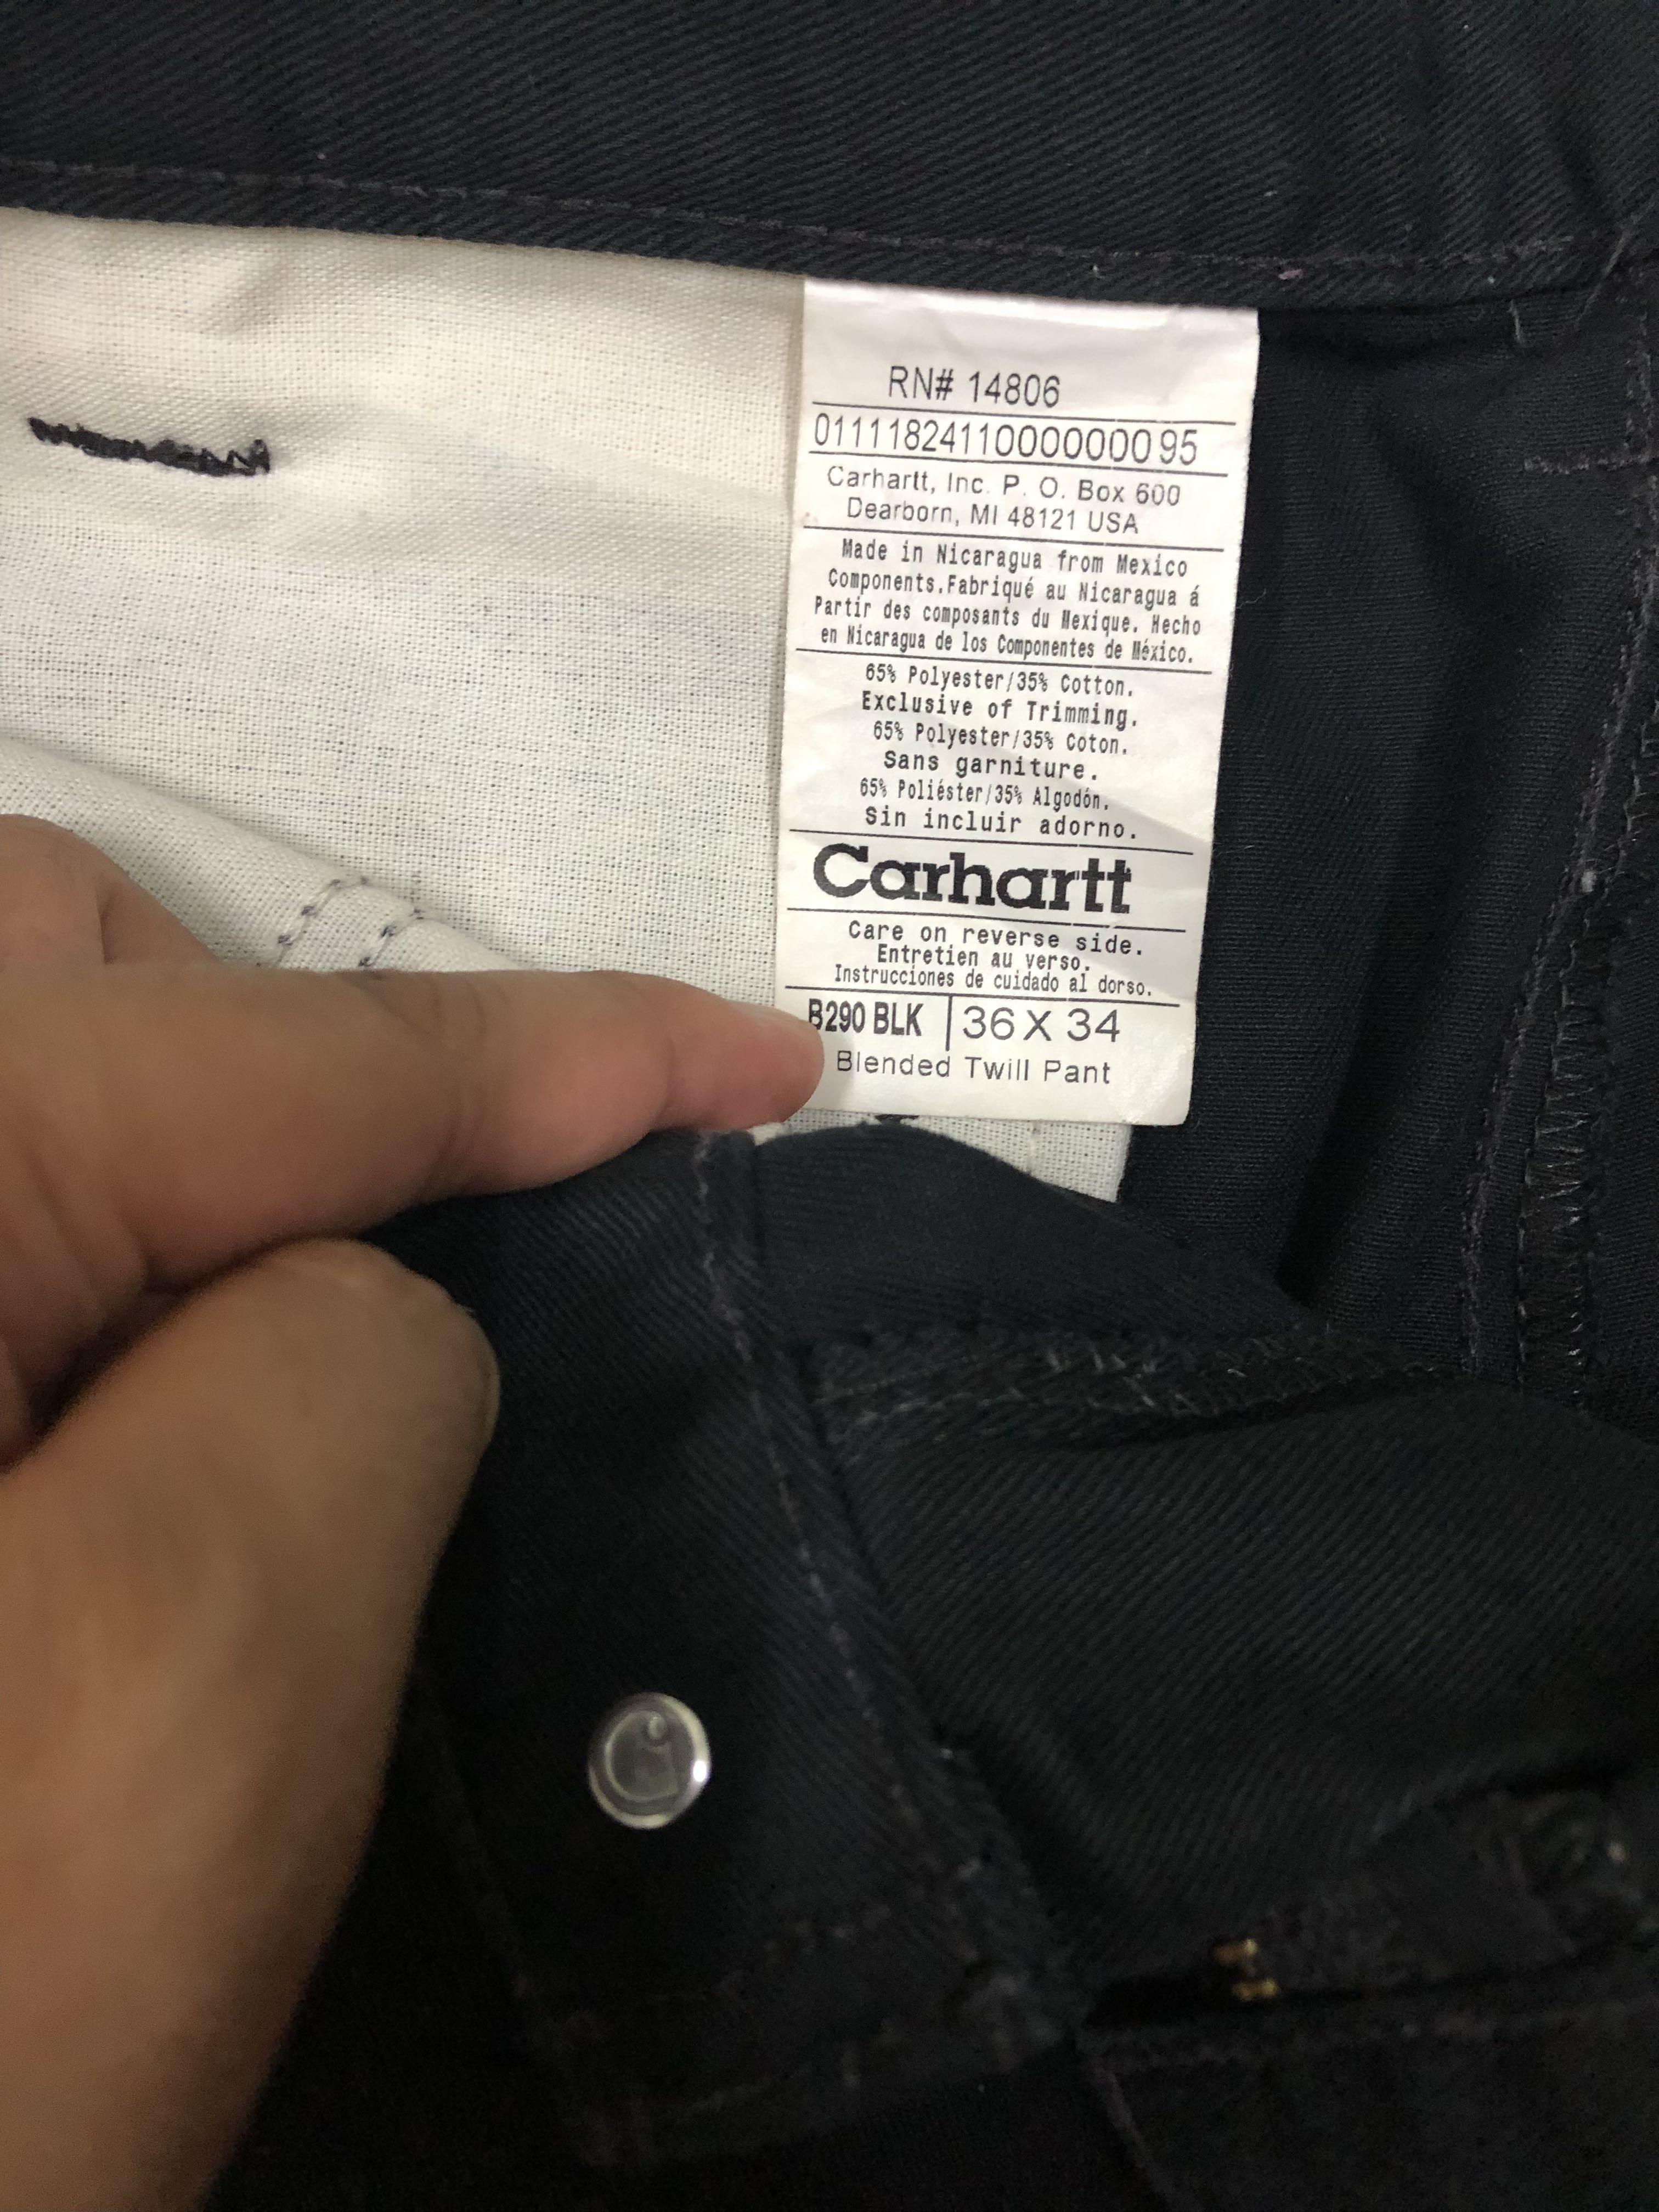 RN# 14806
01111824110000000095
Carhartt, Inc. P. O. Box 600
Dearborn, MI 48121 USA
Made in Nicaragua from Mexico
Components.Fabriqué au Nicaragua á
Partir des composants du Mexique. Hecho
en Nicaragua de los Componentes de México.
65% Polyester/35% Cotton.
Exclusive of Trimming.
65% Polyester/35% Coton.
Sans garniture.
65% Poliéster/35% Algodón.
Sin incluir adorno.
Carhartt
Care on reverse side.
Entretien au verso.
Instrucciones de cuidado al dorso.
B290 BLK 36 X 34
Blended Twill Pant